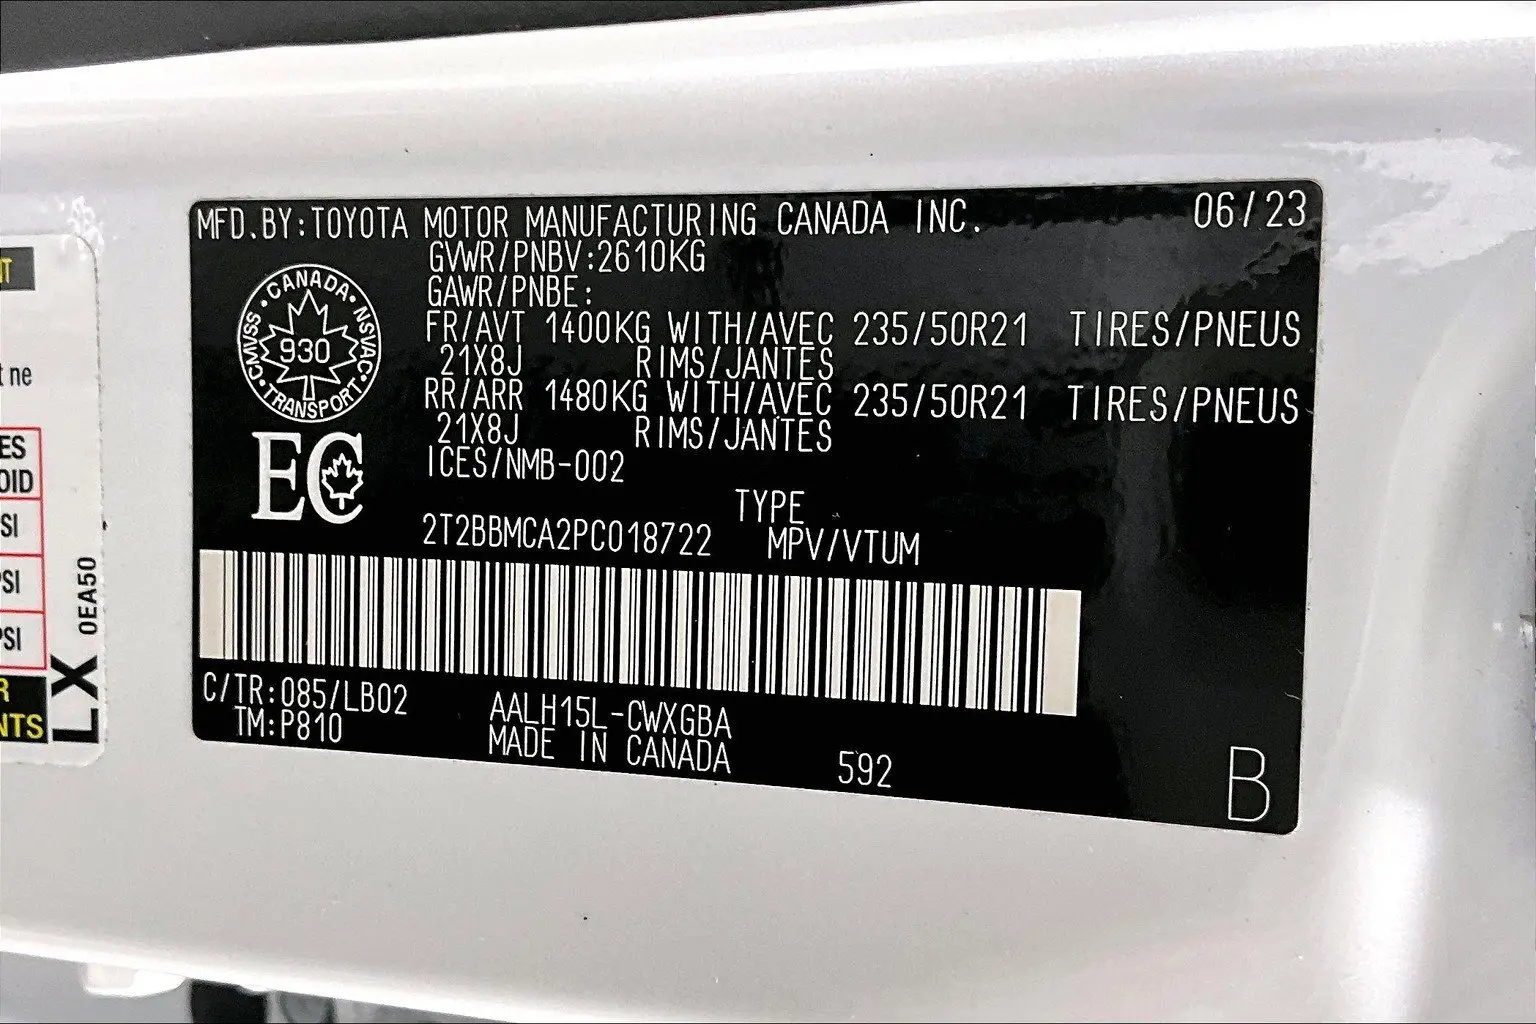 MFD.BY:TOYOTA MOTOR MANUFACTURING CANADA INC. 06/23
GVWR/PNBV:2610KG
GAWR/PNBE:
FR/AVT 1400KG WITH/AVEC 235/50R21 TIRES/PNEUS
21X8J RIMS/JANTES
RR/ARR 1480KG WITH/AVEC 235/50R21 TIRES/PNEUS
21X8J RIMS/JANTES
ICES/NMB-002
CANADA
CMVSS 930 NSVAC
TRANSPORT
EC
TYPE
2T2BBMCA2PC018722 MPV/VTUM
C/TR:085/LB02 AALH15L-CWXGBA
TM:P810 MADE IN CANADA 592
B
ne
PSI
PSI
LX 0EA50